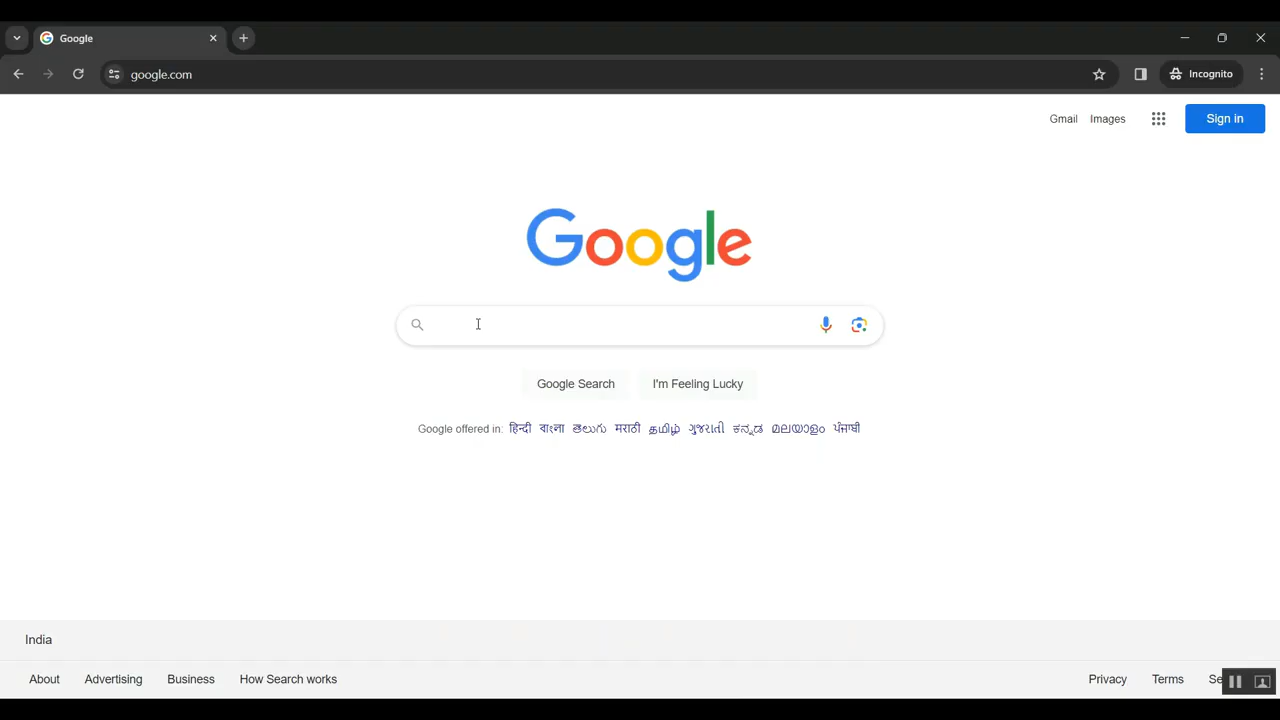 Google
google.com
Incognito
Gmail Images
Sign in
Google
Google Search I'm Feeling Lucky
Google offered in: हिन्दी বাংলা తెలుగు मराठी தமிழ் ગુજરાતી ಕನ್ನಡ മലയാളം ਪੰਜਾਬੀ
India
About Advertising Business How Search works Privacy Terms